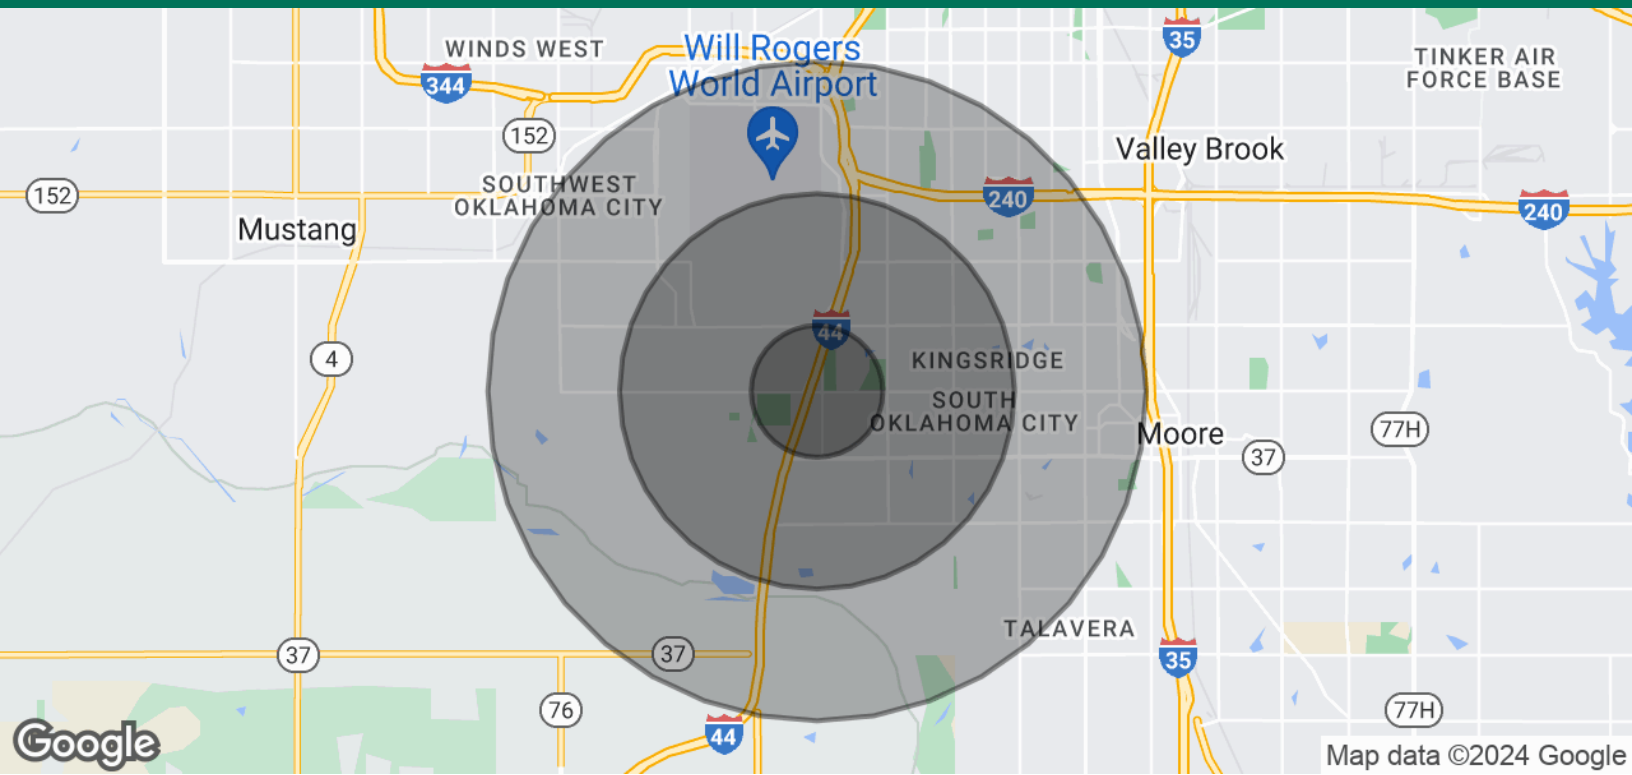 WINDS WEST
Will Rogers
World Airport
35
TINKER AIR
FORCE BASE
344
152
Valley Brook
152
SOUTHWEST
OKLAHOMA CITY
240
240
Mustang
44
4
KINGSRIDGE
SOUTH
OKLAHOMA CITY
Moore
77H
37
TALAVERA
37
37
35
76
77H
44
Google
Map data ©2024 Google